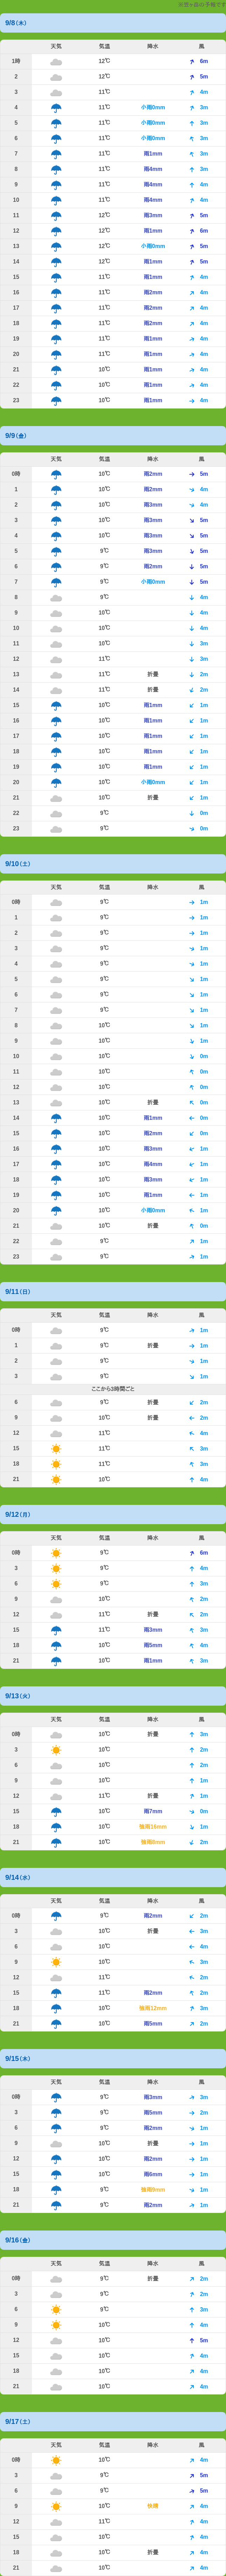 9/8 (木)
天気 気温 降水 風
1時 12℃ 6m
2 12℃ 5m
3 11℃ 4m
4 11℃ 小雨0mm 3m
5 11℃ 小雨0mm 3m
6 11℃ 小雨0mm 3m
7 11℃ 雨1mm 3m
8 11℃ 雨4mm 3m
9 11℃ 雨4mm 4m
10 11℃ 雨4mm 4m
11 12℃ 雨3mm 5m
12 12℃ 雨1mm 6m
13 12℃ 小雨0mm 5m
14 12℃ 雨1mm 5m
15 11℃ 雨1mm 4m
16 11℃ 雨2mm 4m
17 11℃ 雨2mm 4m
18 11℃ 雨2mm 4m
19 11℃ 雨1mm 4m
20 11℃ 雨1mm 4m
21 10℃ 雨1mm 4m
22 10℃ 雨1mm 4m
23 10℃ 雨1mm 4m
9/9 (金)
天気 気温 降水 風
0時 10℃ 雨2mm 5m
1 10℃ 雨2mm 4m
2 10℃ 雨3mm 4m
3 10℃ 雨3mm 5m
4 10℃ 雨3mm 5m
5 9℃ 雨3mm 5m
6 9℃ 雨2mm 5m
7 9℃ 小雨0mm 5m
8 9℃ 4m
9 10℃ 4m
10 10℃ 4m
11 10℃ 3m
12 11℃ 3m
13 11℃ 折畳 2m
14 11℃ 折畳 2m
15 10℃ 雨1mm 1m
16 10℃ 雨1mm 1m
17 10℃ 雨1mm 1m
18 10℃ 雨1mm 1m
19 10℃ 雨1mm 1m
20 10℃ 小雨0mm 1m
21 10℃ 折畳 1m
22 9℃ 0m
23 9℃ 0m
9/10 (土)
天気 気温 降水 風
0時 9℃ 1m
1 9℃ 1m
2 9℃ 1m
3 9℃ 1m
4 9℃ 1m
5 9℃ 1m
6 9℃ 1m
7 9℃ 1m
8 10℃ 1m
9 10℃ 1m
10 10℃ 0m
11 10℃ 0m
12 10℃ 0m
13 10℃ 折畳 0m
14 10℃ 雨1mm 0m
15 10℃ 雨2mm 0m
16 10℃ 雨3mm 1m
17 10℃ 雨4mm 1m
18 10℃ 雨3mm 1m
19 10℃ 雨1mm 1m
20 10℃ 小雨0mm 1m
21 10℃ 折畳 0m
22 9℃ 1m
23 9℃ 1m
9/11 (日)
天気 気温 降水 風
0時 9℃ 1m
1 9℃ 折畳 1m
2 9℃ 1m
3 9℃ 1m
ここから3時間ごと
6 9℃ 折畳 2m
9 10℃ 折畳 2m
12 11℃ 4m
15 11℃ 3m
18 11℃ 3m
21 10℃ 4m
9/12 (月)
天気 気温 降水 風
0時 9℃ 6m
3 9℃ 4m
6 9℃ 3m
9 10℃ 2m
12 11℃ 折畳 2m
15 11℃ 雨3mm 3m
18 10℃ 雨5mm 4m
21 10℃ 雨1mm 3m
9/13 (火)
天気 気温 降水 風
0時 10℃ 折畳 3m
3 10℃ 2m
6 10℃ 2m
9 10℃ 1m
12 11℃ 折畳 1m
15 10℃ 雨7mm 0m
18 10℃ 強雨16mm 1m
21 10℃ 強雨8mm 2m
9/14 (水)
天気 気温 降水 風
0時 9℃ 雨2mm 2m
3 10℃ 折畳 3m
6 10℃ 4m
9 10℃ 3m
12 11℃ 2m
15 11℃ 雨2mm 2m
18 10℃ 強雨12mm 3m
21 10℃ 雨5mm 2m
9/15 (木)
天気 気温 降水 風
0時 9℃ 雨3mm 3m
3 9℃ 雨5mm 2m
6 9℃ 雨2mm 1m
9 10℃ 折畳 1m
12 10℃ 雨2mm 1m
15 10℃ 雨6mm 1m
18 9℃ 強雨9mm 1m
21 9℃ 雨2mm 1m
9/16 (金)
天気 気温 降水 風
0時 9℃ 折畳 2m
3 9℃ 2m
6 9℃ 3m
9 10℃ 4m
12 10℃ 5m
15 10℃ 4m
18 10℃ 4m
21 10℃ 4m
9/17 (土)
天気 気温 降水 風
0時 10℃ 4m
3 10℃ 5m
6 9℃ 5m
9 10℃ 4m
12 10℃ 4m
15 10℃ 4m
18 10℃ 折畳 4m
21 10℃ 4m